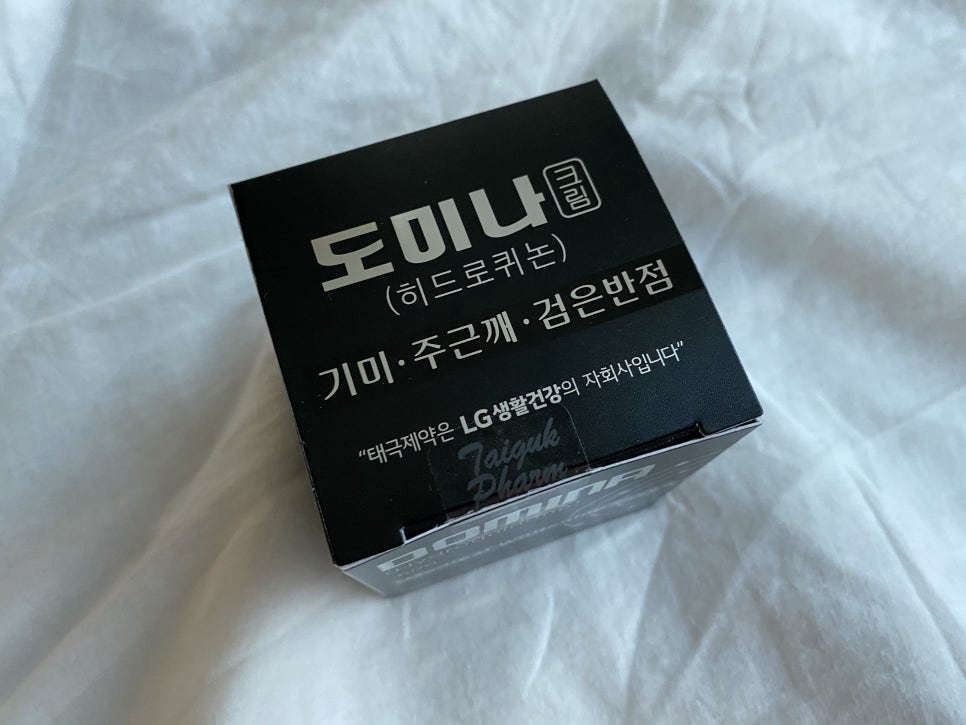 도미나 크림
(히드로퀴논)
기미·주근깨·검은반점
“태극제약은 LG생활건강의 자회사입니다”
Taiguk
Pharm
DOMINA